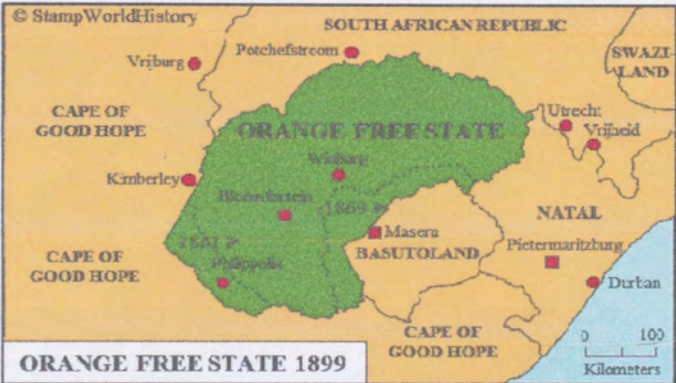 © StampWorldHistory
SOUTH AFRICAN REPUBLIC
Potchefstroom
Vrijburg
SWAZI-
LAND
CAPE OF
GOOD HOPE
Utrecht
Vrijheid
ORANGE FREE STATE
Winburg
Kimberley
Bloemfontein
1869
NATAL
Maseru
BASUTOLAND
Pietermaritzburg
CAPE OF
GOOD HOPE
Philippolis
Durban
CAPE OF
GOOD HOPE
0 100
Kilometers
ORANGE FREE STATE 1899